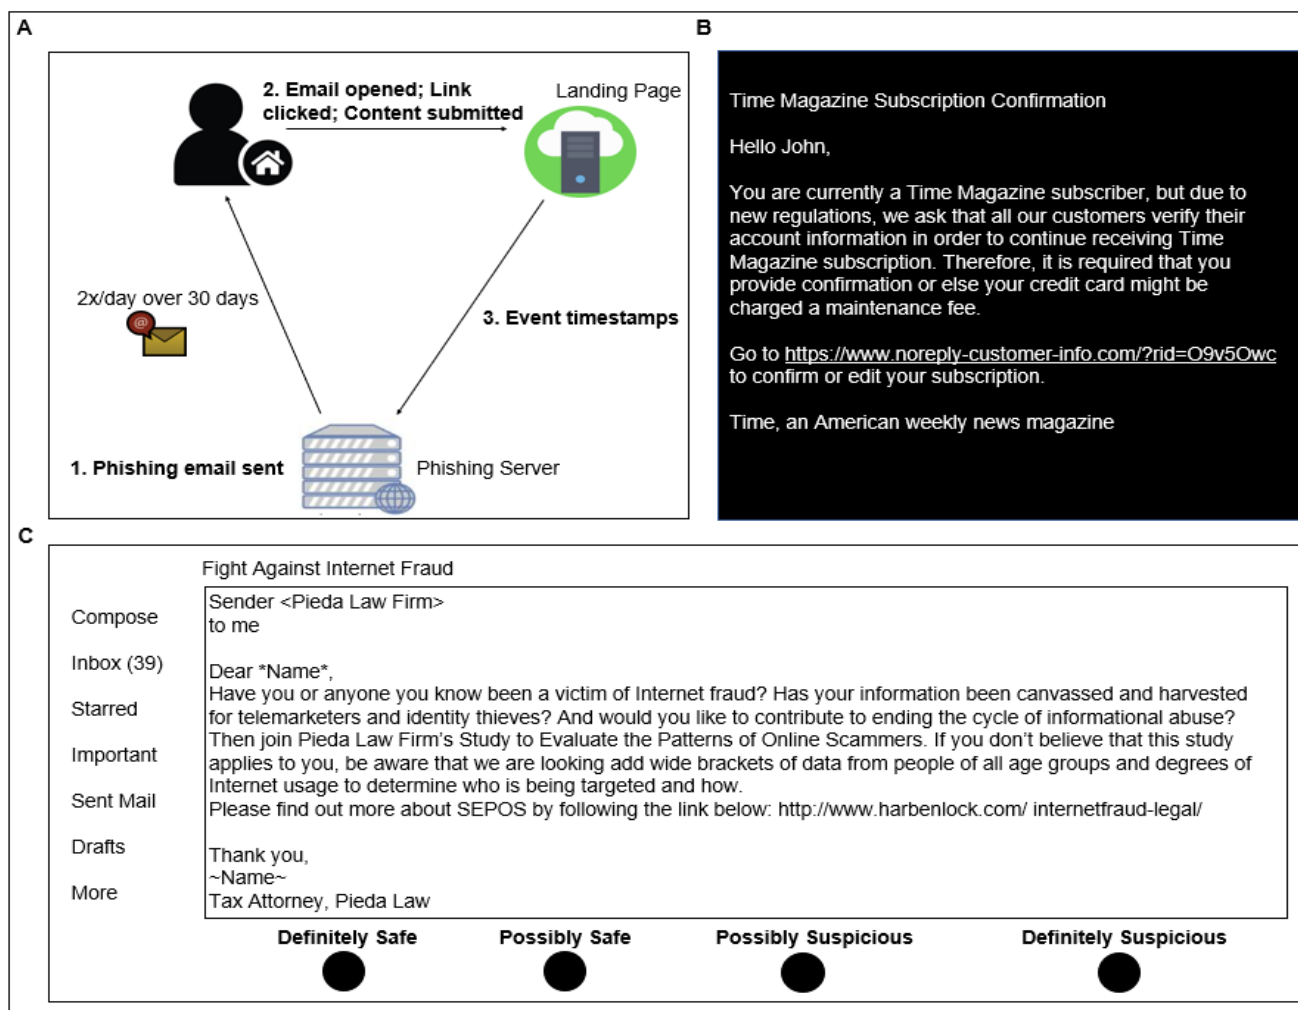 A
2. Email opened; Link
clicked; Content submitted
Landing Page
2x/day over 30 days
@
3. Event timestamps
1. Phishing email sent
Phishing Server
B
Time Magazine Subscription Confirmation
Hello John,
You are currently a Time Magazine subscriber, but due to
new regulations, we ask that all our customers verify their
account information in order to continue receiving Time
Magazine subscription. Therefore, it is required that you
provide confirmation or else your credit card might be
charged a maintenance fee.
Go to https://www.noreply-customer-info.com/?rid=O9v5Owc
to confirm or edit your subscription.
Time, an American weekly news magazine
C
Fight Against Internet Fraud
Compose
Inbox (39)
Starred
Important
Sent Mail
Drafts
More
Sender <Pieda Law Firm>
to me
Dear *Name*,
Have you or anyone you know been a victim of Internet fraud? Has your information been canvassed and harvested
for telemarketers and identity thieves? And would you like to contribute to ending the cycle of informational abuse?
Then join Pieda Law Firm's Study to Evaluate the Patterns of Online Scammers. If you don't believe that this study
applies to you, be aware that we are looking add wide brackets of data from people of all age groups and degrees of
Internet usage to determine who is being targeted and how.
Please find out more about SEPOS by following the link below: http://www.harbenlock.com/ internetfraud-legal/
Thank you,
~Name~
Tax Attorney, Pieda Law
Definitely Safe
Possibly Safe
Possibly Suspicious
Definitely Suspicious